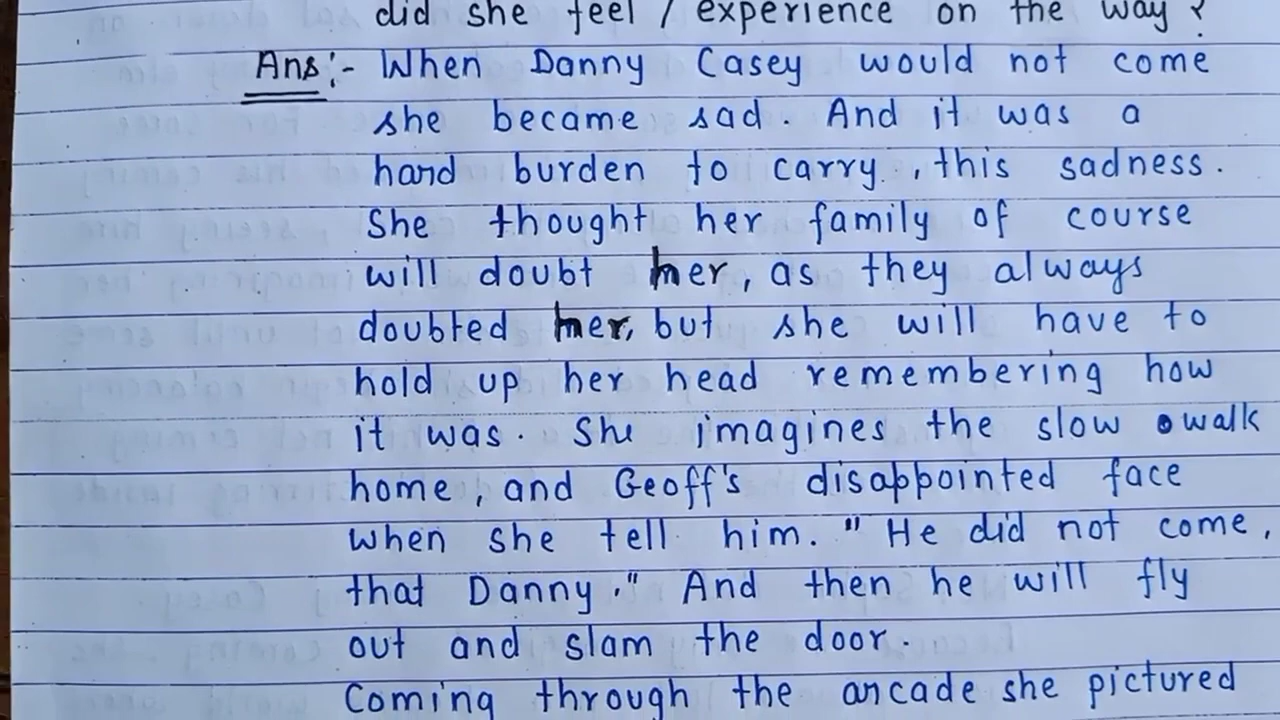 did she feel / experience on the way ?
Ans:- When Danny Casey would not come
she became sad. And it was a
hard burden to carry, this sadness.
She thought her family of course
will doubt her, as they always
doubted her, but she will have to
hold up her head remembering how
it was. She imagines the slow walk
home, and Geoff's disappointed face
when she tell him. "He did not come,
that Danny." And then he will fly
out and slam the door.
Coming through the arcade she pictured